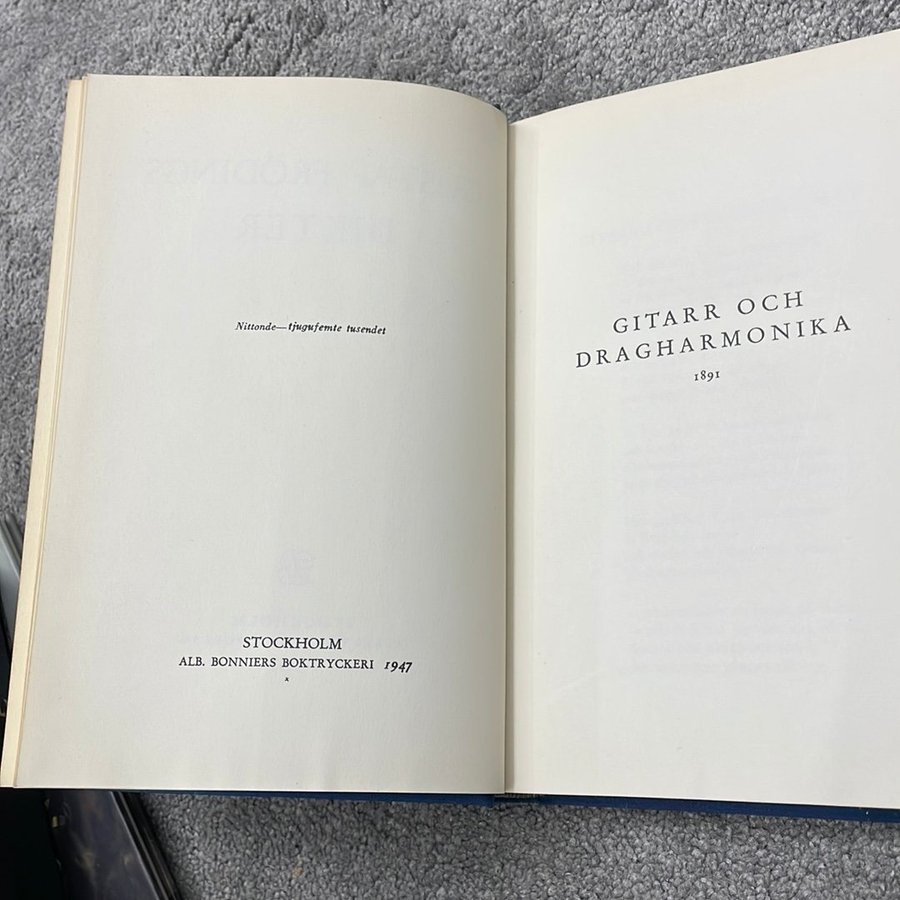 Nittonde—tjugufemte tusendet
STOCKHOLM
ALB. BONNIERS BOKTRYCKERI 1947
x
GITARR OCH
DRAGHARMONIKA
1891